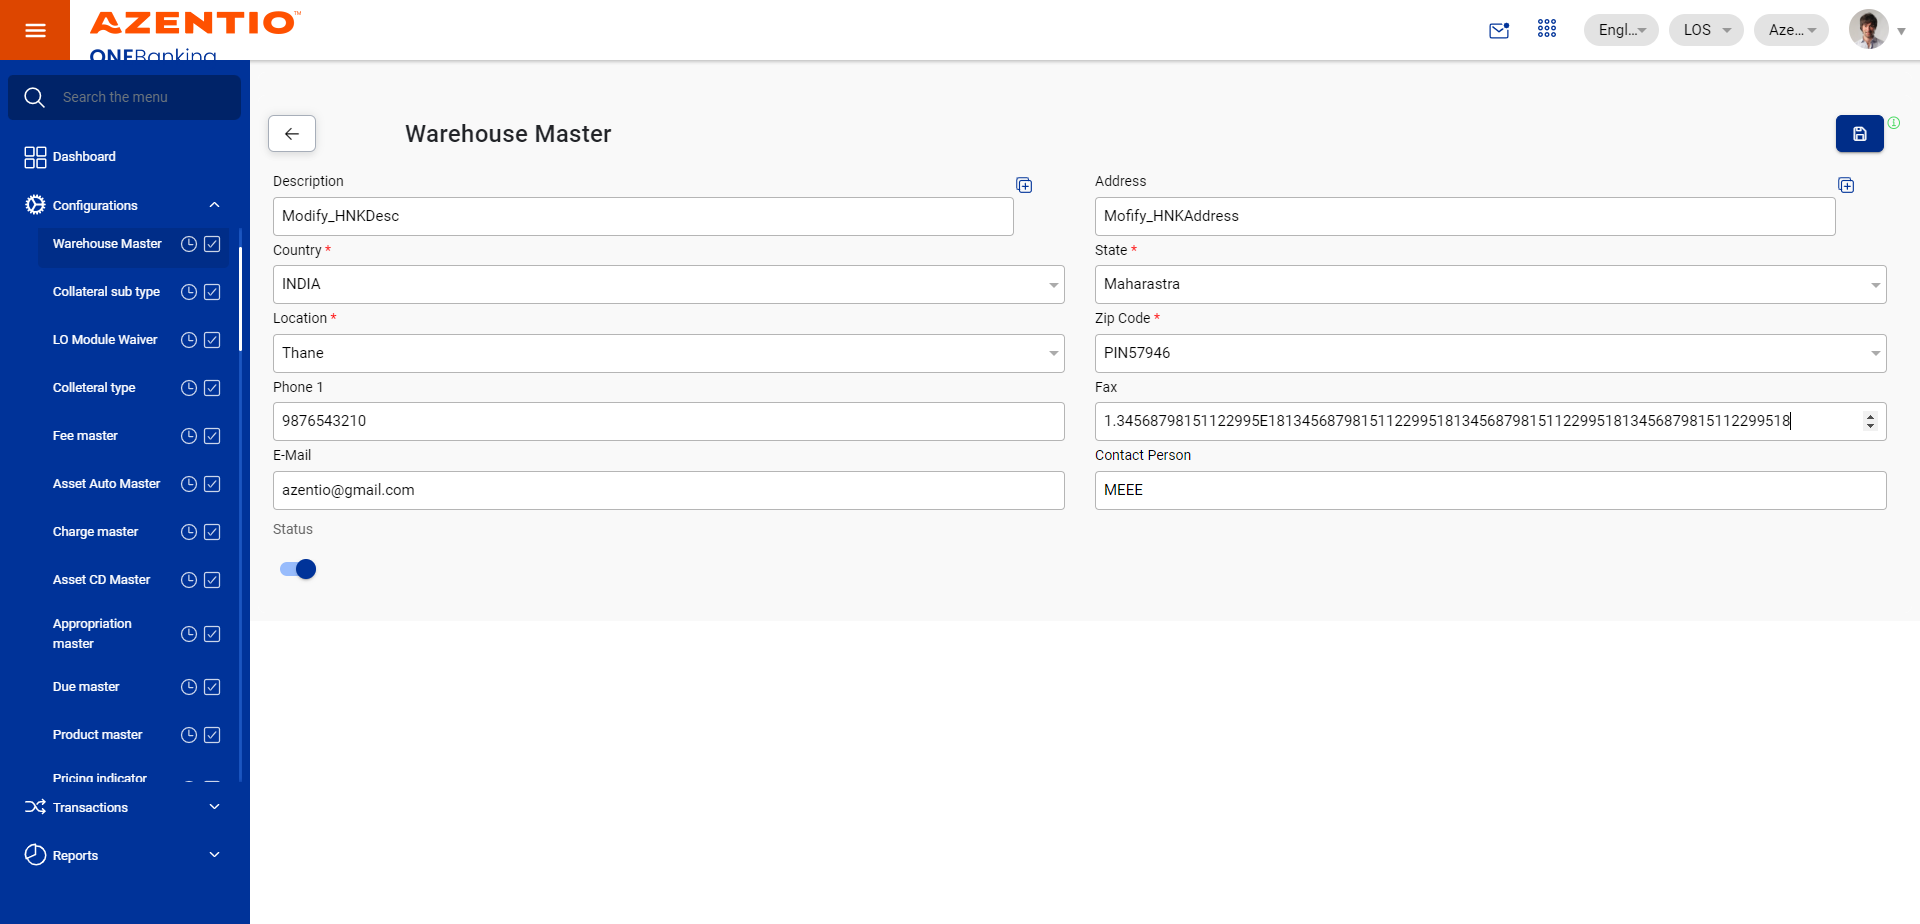 AZENTIO™
ONEBanking
Engl...
LOS
Aze...
Search the menu
Dashboard
Configurations
Warehouse Master
Collateral sub type
LO Module Waiver
Colleteral type
Fee master
Asset Auto Master
Charge master
Asset CD Master
Appropriation
master
Due master
Product master
Pricing indicator
Transactions
Reports
Warehouse Master
Description
Modify_HNKDesc
Address
Mofify_HNKAddress
Country *
INDIA
State *
Maharastra
Location *
Thane
Zip Code *
PIN57946
Phone 1
9876543210
Fax
1.34568798151122995E18134568798151122995181345687981511229951813456879815112299518
E-Mail
azentio@gmail.com
Contact Person
MEEE
Status